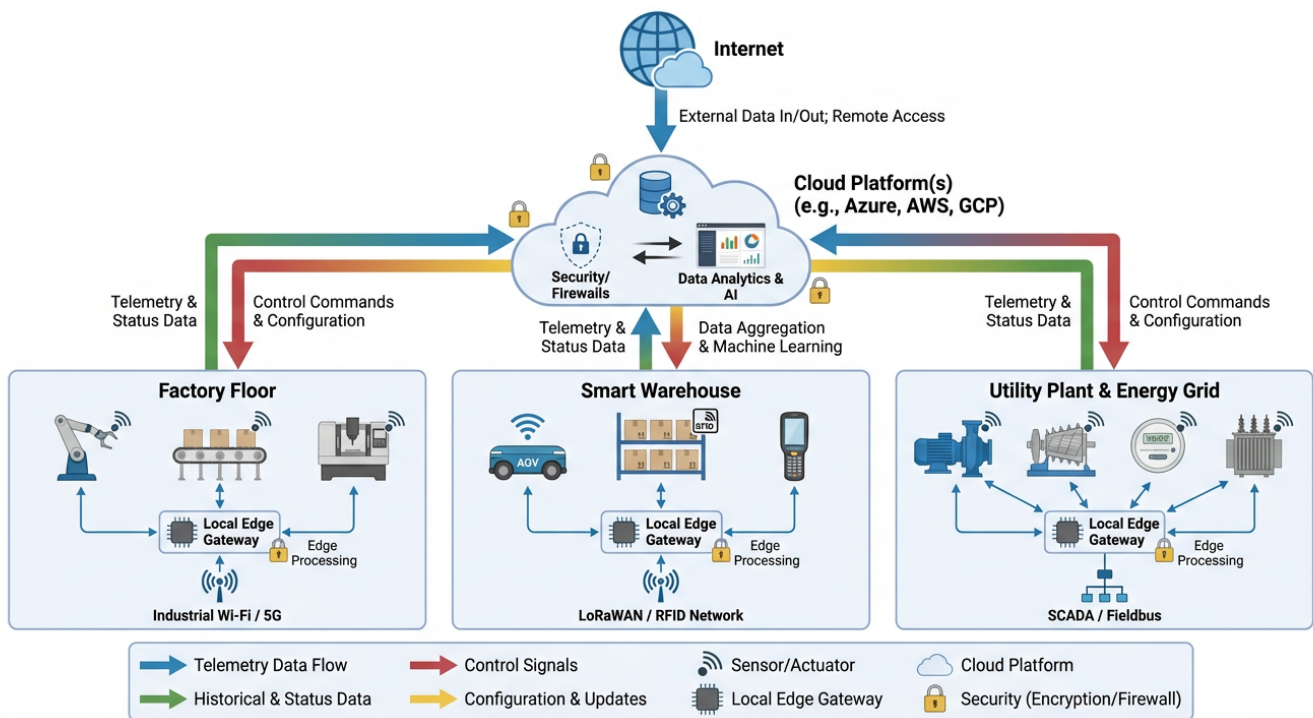 Internet
External Data In/Out; Remote Access
Cloud Platform(s)
(e.g., Azure, AWS, GCP)
Security/
Firewalls
Data Analytics &
AI
Telemetry &
Status Data
Control Commands
& Configuration
Telemetry &
Status Data
Data Aggregation
& Machine Learning
Telemetry &
Status Data
Control Commands
& Configuration
Factory Floor
Local Edge
Gateway
Edge
Processing
Industrial Wi-Fi / 5G
Smart Warehouse
AOV
Local Edge
Gateway
Edge
Processing
LoRaWAN / RFID Network
Utility Plant & Energy Grid
Local Edge
Gateway
Edge
Processing
SCADA / Fieldbus
Telemetry Data Flow
Control Signals
Sensor/Actuator
Cloud Platform
Historical & Status Data
Configuration & Updates
Local Edge Gateway
Security (Encryption/Firewall)